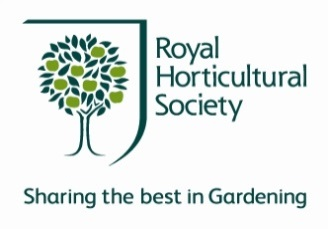 Royal
Horticultural
Society
Sharing the best in Gardening